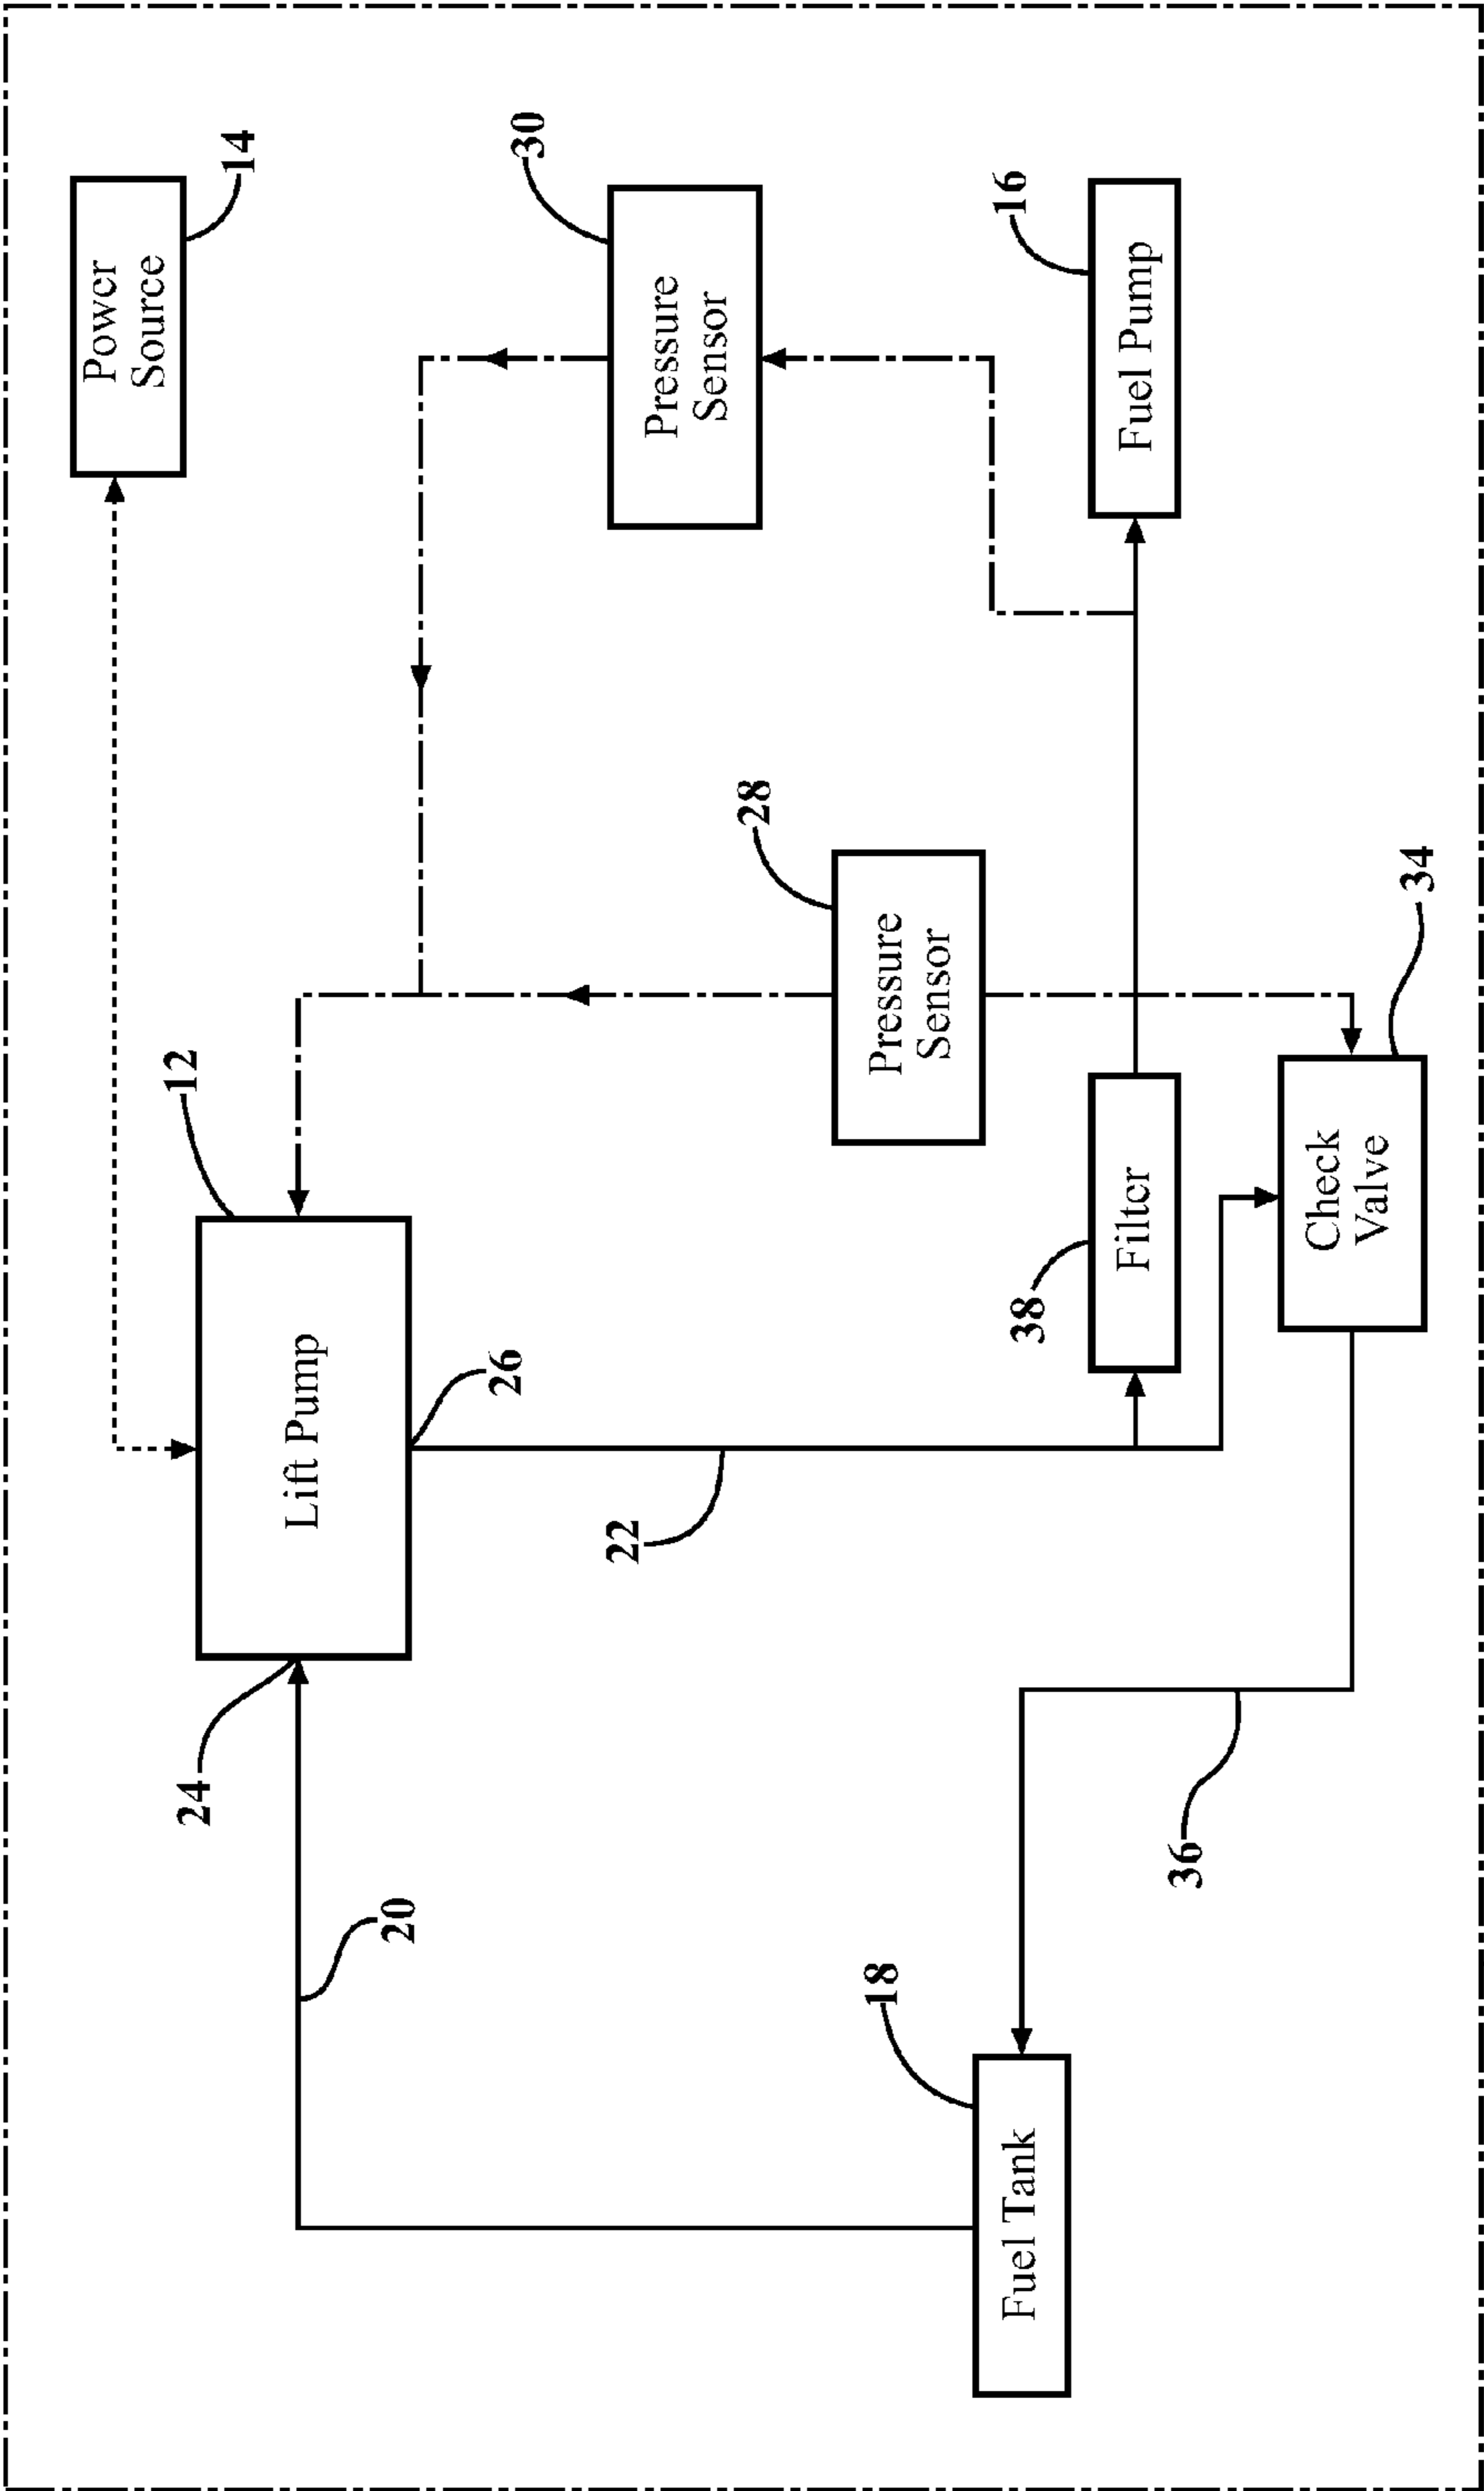 Power
Source
14
12
Lift Pump
24
20
26
30
Pressure
Sensor
22
28
Pressure
Sensor
18
Fuel Tank
38
Filter
16
Fuel Pump
36
Check
Valve
34